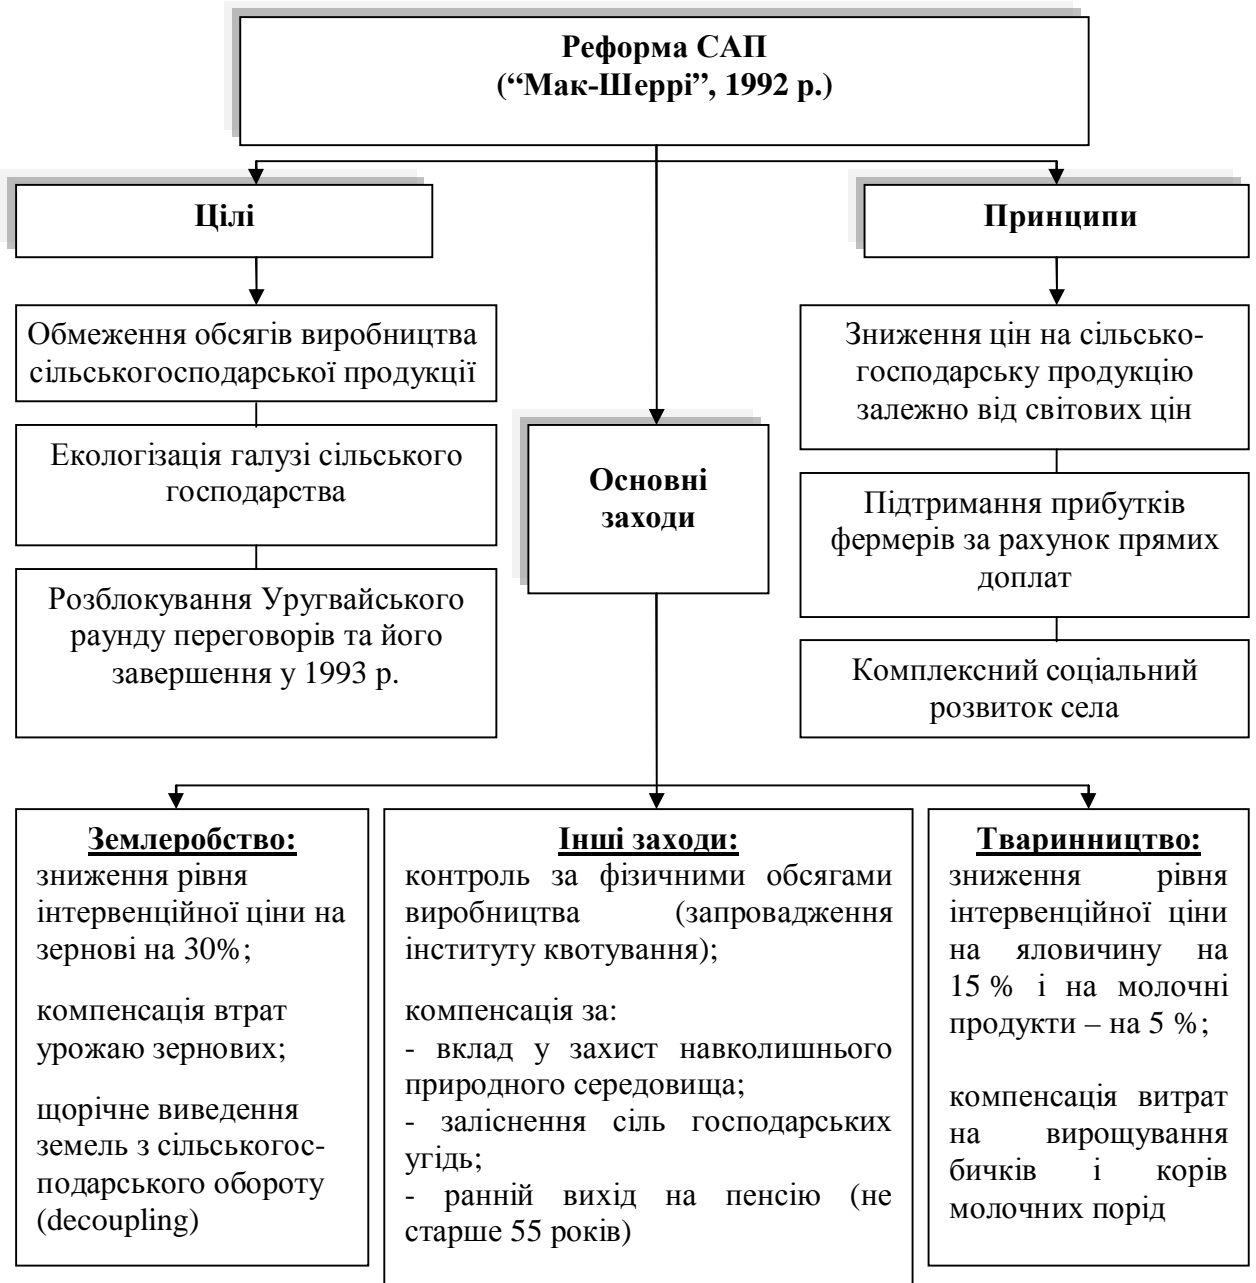 Реформа САП
(“Мак-Шеррі”, 1992 р.)
Цілі
Принципи
Обмеження обсягів виробництва
сільськогосподарської продукції
Екологізація галузі сільського
господарства
Розблокування Уругвайського
раунду переговорів та його
завершення у 1993 р.
Основні
заходи
Зниження цін на сільсько-
господарську продукцію
залежно від світових цін
Підтримання прибутків
фермерів за рахунок прямих
доплат
Комплексний соціальний
розвиток села
Землеробство:
зниження рівня
інтервенційної ціни на
зернові на 30%;
компенсація втрат
урожаю зернових;
щорічне виведення
земель з сільськогос-
подарського обороту
(decoupling)
Інші заходи:
контроль за фізичними обсягами
виробництва (запровадження
інституту квотування);
компенсація за:
- вклад у захист навколишнього
природного середовища;
- заліснення сіль господарських
угідь;
- ранній вихід на пенсію (не
старше 55 років)
Тваринництво:
зниження рівня
інтервенційної ціни
на яловичину на
15 % і на молочні
продукти – на 5 %;
компенсація витрат
на вирощування
бичків і корів
молочних порід